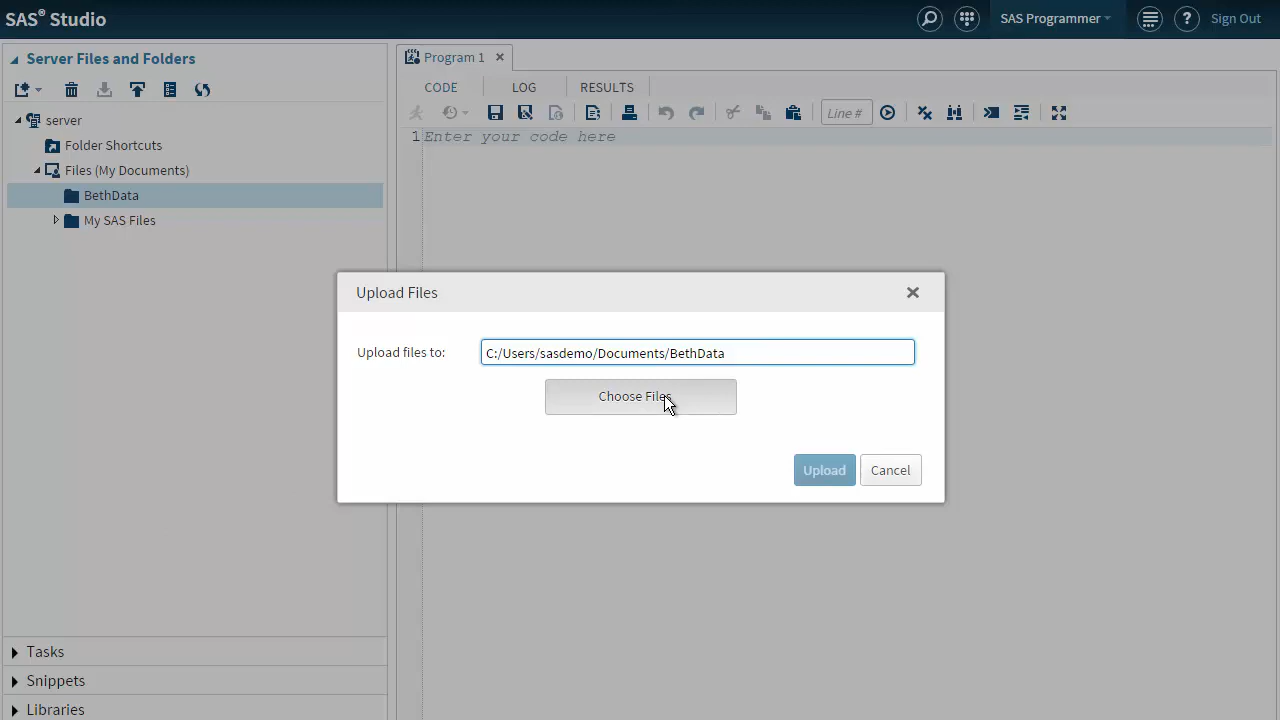 SAS® Studio
SAS Programmer
Sign Out
Server Files and Folders
server
Folder Shortcuts
Files (My Documents)
BethData
My SAS Files
Tasks
Snippets
Libraries
Program 1
CODE
LOG
RESULTS
Line #
1 Enter your code here
Upload Files
Upload files to:
C:/Users/sasdemo/Documents/BethData
Choose Files
Upload
Cancel